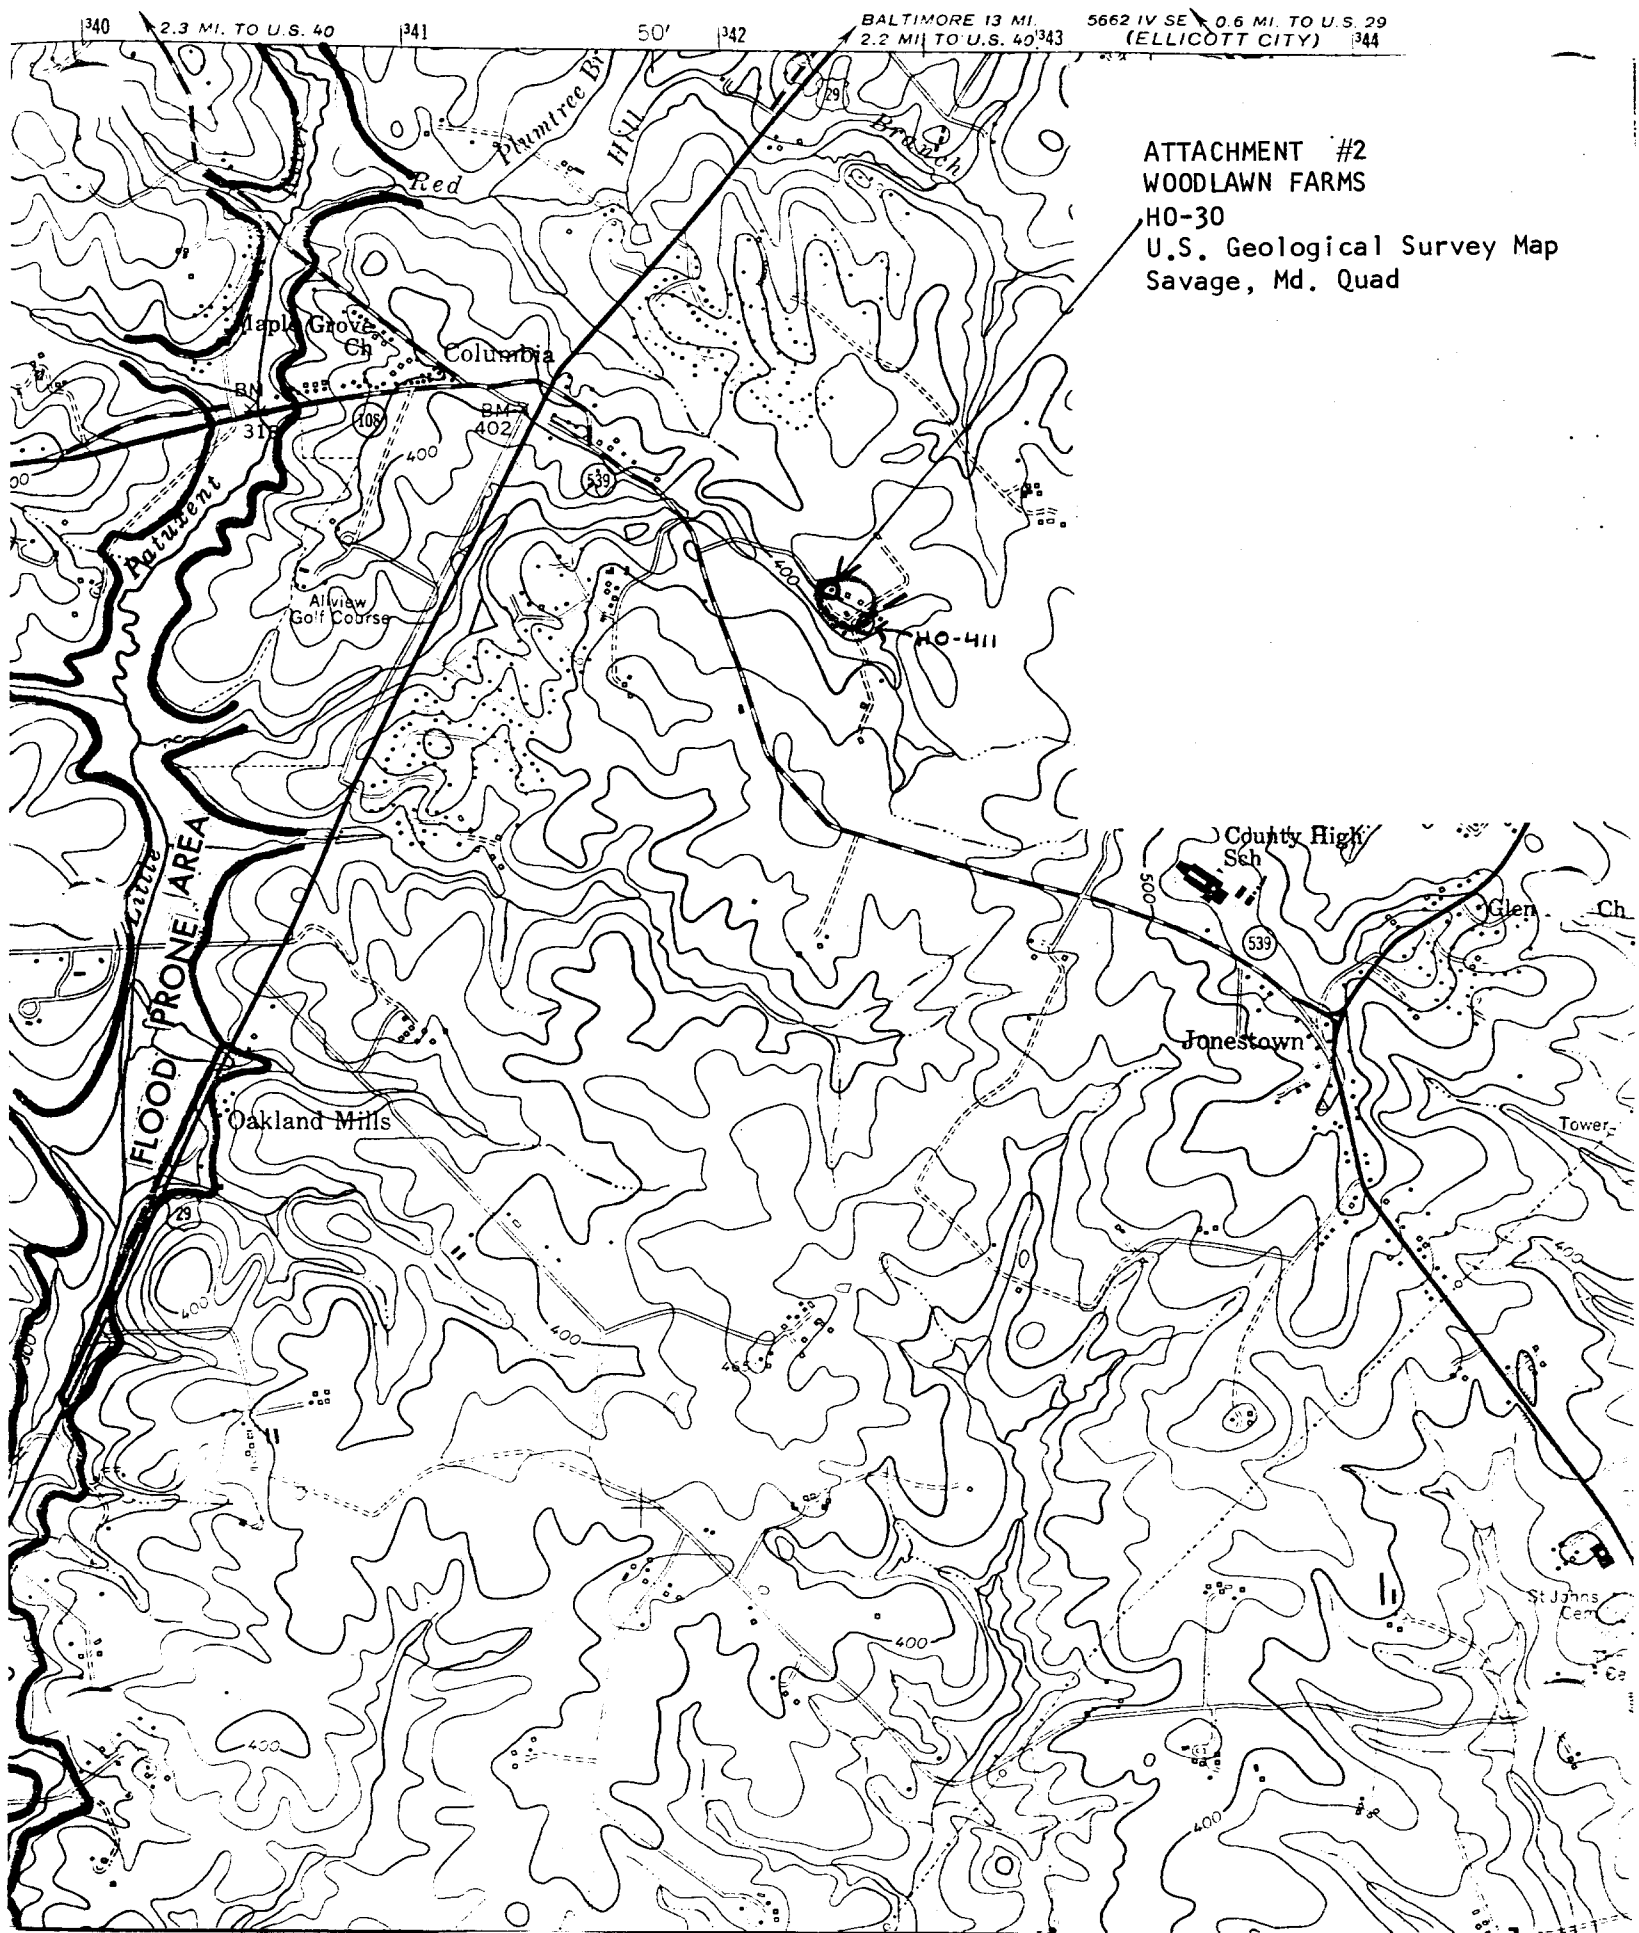 ³40
2.3 MI. TO U.S. 40
³41
50'
³42
BALTIMORE 13 MI.
2.2 MI. TO U.S. 40
³43
5662 IV SE
(ELLICOTT CITY)
0.6 MI. TO U.S. 29
³44
ATTACHMENT #2
WOODLAWN FARMS
HO-30
U.S. Geological Survey Map
Savage, Md. Quad
Plumtree Br
Hill
29
Branch
Red
Maple Grove
Ch
Columbia
BM
108
BM
402
400
539
Patuxent
400
Allview
Golf Course
HO-411
Little
FLOOD PRONE AREA
County High
Sch
500
539
Glen
Ch
Jonestown
Oakland Mills
Tower
29
400
400
400
400
465
400
St Johns
Cem
400
400